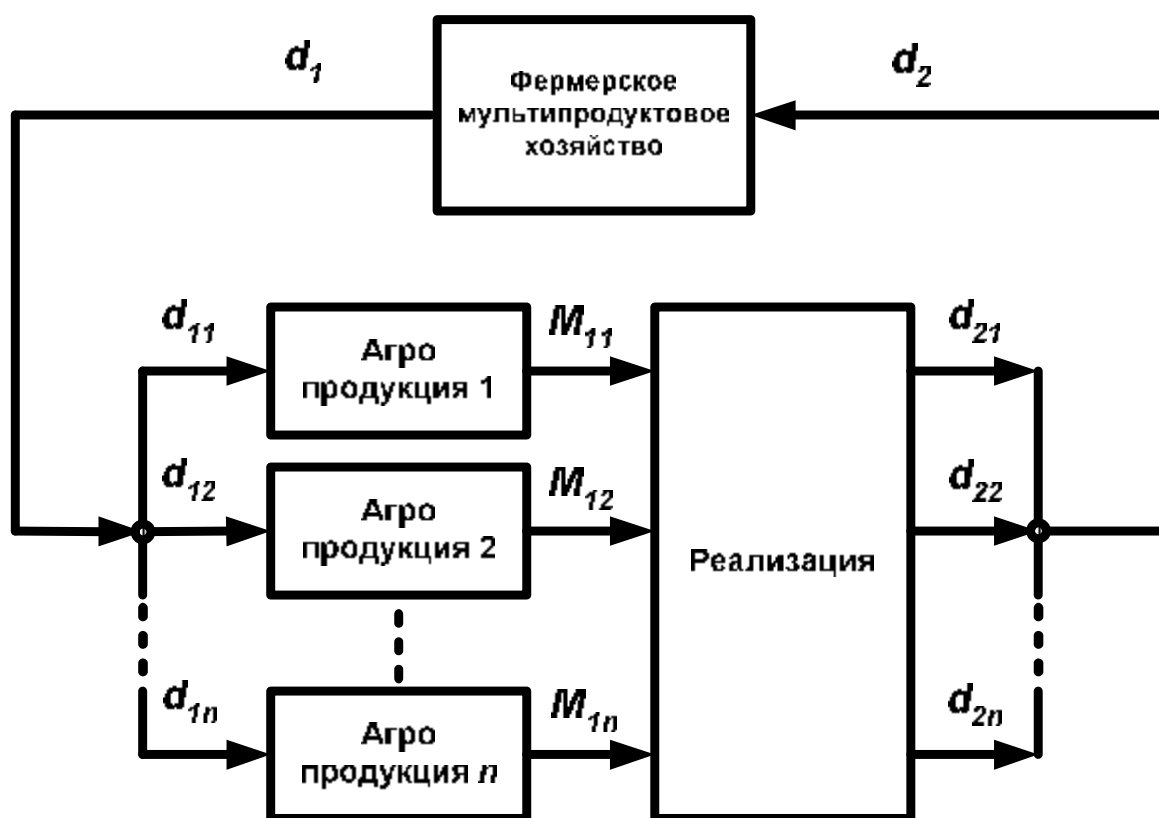 d₁
Фермерское
мультипродуктовое
хозяйство
d₂
d₁₁
Агро
продукция 1
M₁₁
d₂₁
d₁₂
Агро
продукция 2
M₁₂
Реализация
d₂₂
d₁ₙ
Агро
продукция n
M₁ₙ
d₂ₙ